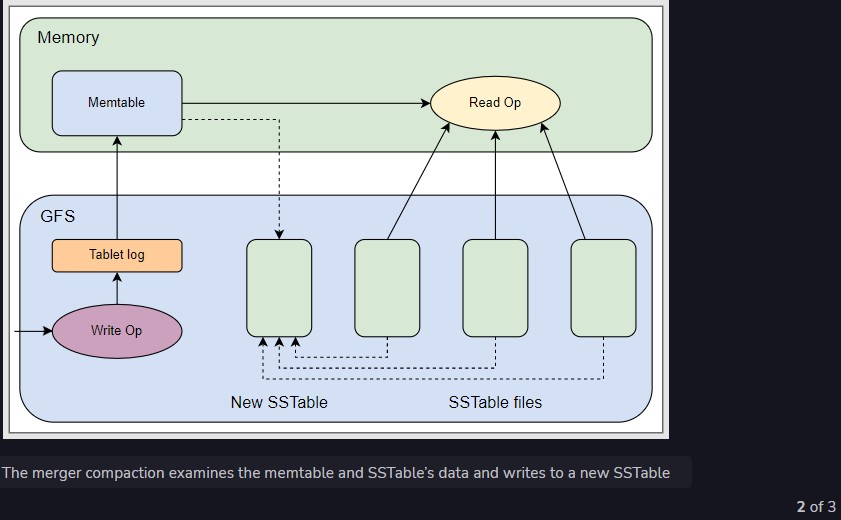 Memory
Memtable
Read Op
GFS
Tablet log
Write Op
New SSTable
SSTable files
The merger compaction examines the memtable and SSTable's data and writes to a new SSTable
2 of 3